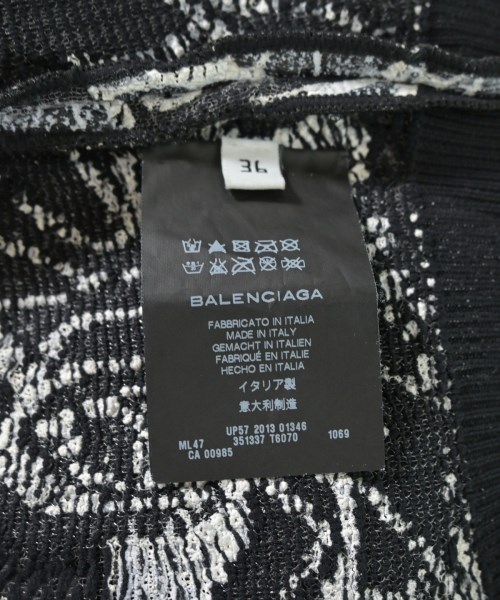 36
BALENCIAGA
FABBRICATO IN ITALIA
MADE IN ITALY
GEMACHT IN ITALIEN
FABRIQUÉ EN ITALIE
HECHO EN ITALIA
イタリア製
意大利制造
UP57 2013 01346
ML47 351337 T6070 1069
CA 00985